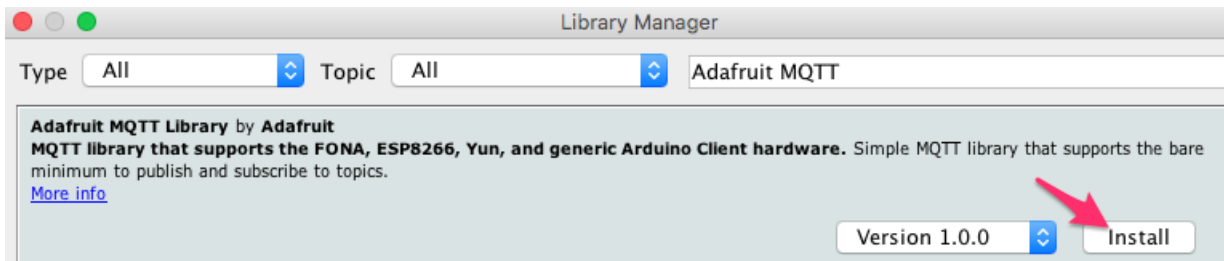 Library Manager
Type All Topic All Adafruit MQTT
Adafruit MQTT Library by Adafruit
MQTT library that supports the FONA, ESP8266, Yun, and generic Arduino Client hardware. Simple MQTT library that supports the bare
minimum to publish and subscribe to topics.
More info
Version 1.0.0 Install